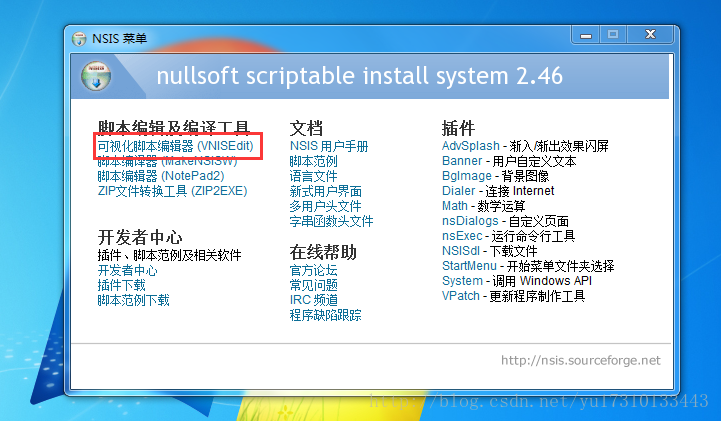 NSIS 菜单
nullsoft scriptable install system 2.46
脚本编辑及编译工具
可视化脚本编辑器 (VNISEdit)
脚本编译器 (MakeNSISW)
脚本编辑器 (NotePad2)
ZIP文件转换工具 (ZIP2EXE)
开发者中心
插件、脚本范例及相关软件
开发者中心
插件下载
脚本范例下载
文档
NSIS 用户手册
脚本范例
语言文件
新式用户界面
多用户头文件
字串函数头文件
在线帮助
官方论坛
常见问题
IRC 频道
程序缺陷跟踪
插件
AdvSplash - 渐入/渐出效果闪屏
Banner - 用户自定义文本
BgImage - 背景图像
Dialer - 连接 Internet
Math - 数学运算
nsDialogs - 自定义页面
nsExec - 运行命令行工具
NSISdl - 下载文件
StartMenu - 开始菜单文件夹选择
System - 调用 Windows API
VPatch - 更新程序制作工具
http://nsis.sourceforge.net
http://blog.csdn.net/yu17310133443